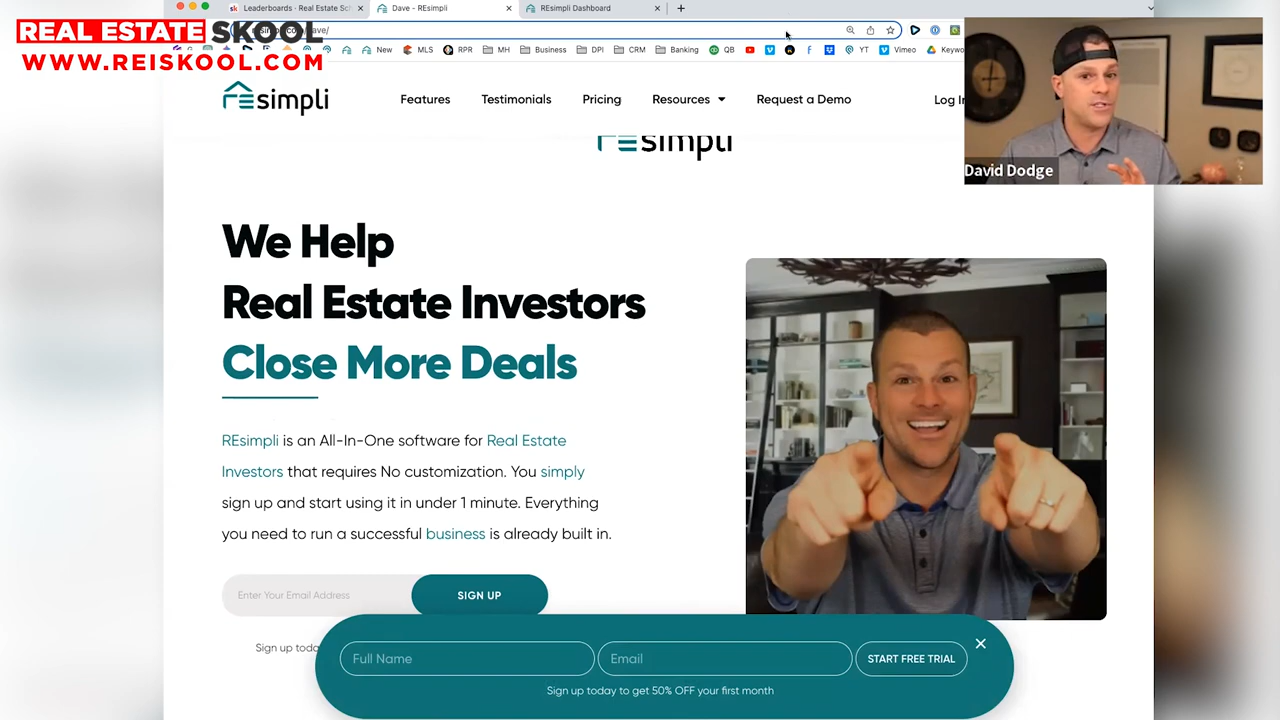 REAL ESTATE SKOOL
WWW.REISKOOL.COM
Leaderboards · Real Estate
Dave - REsimpli
REsimpli Dashboard
New
MLS
RPR
MH
Business
DPI
CRM
Banking
QB
YT
Vimeo
REsimpli
Features
Testimonials
Pricing
Resources
Request a Demo
Log
REsimpli
David Dodge
We Help
Real Estate Investors
Close More Deals
REsimpli is an All-In-One software for Real Estate
Investors that requires No customization. You simply
sign up and start using it in under 1 minute. Everything
you need to run a successful business is already built in.
Enter Your Email Address
SIGN UP
Sign up
Full Name
Email
START FREE TRIAL
Sign up today to get 50% OFF your first month